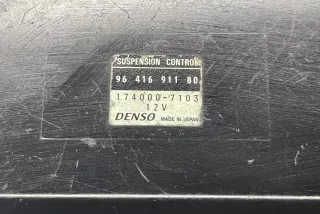 SUSPENSION CONTROL
96 416 911 80
174000-7103
12V
DENSO MADE IN JAPAN